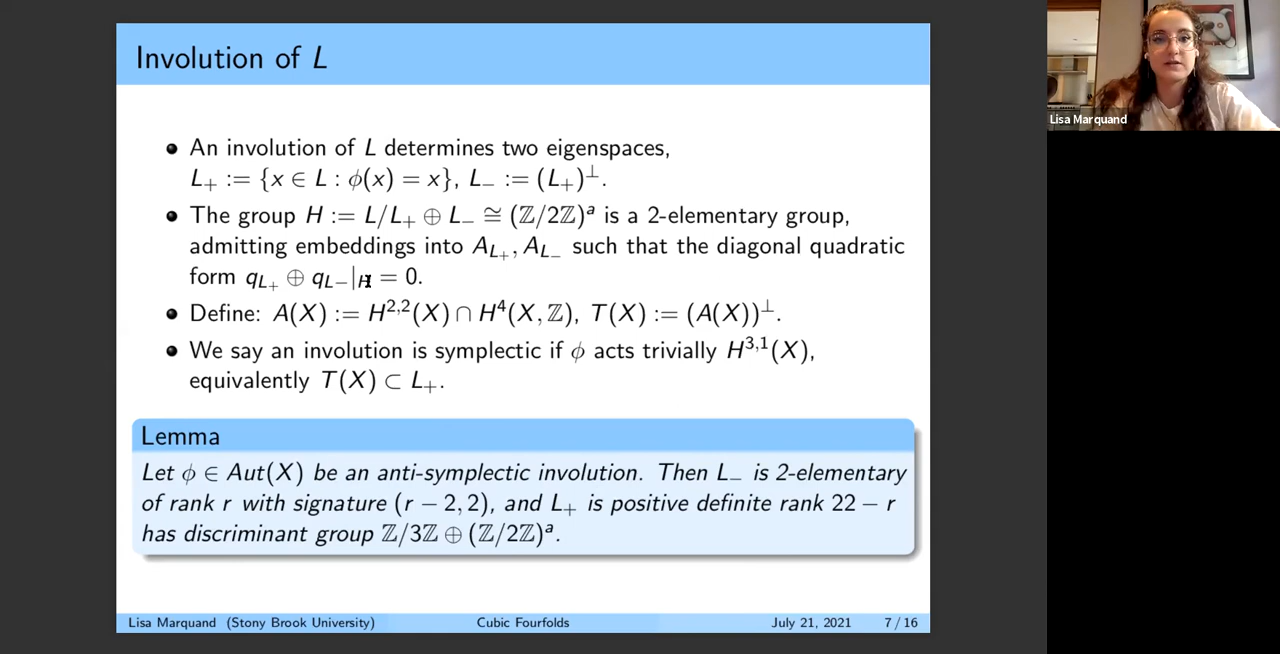 Involution of L
An involution of L determines two eigenspaces,
L₊ := {x ∈ L : ϕ(x) = x}, L₋ := (L₊)⊥.
The group H := L/L₊ ⊕ L₋ ≅ (ℤ/2ℤ)ᵃ is a 2-elementary group,
admitting embeddings into A_{L₊}, A_{L₋} such that the diagonal quadratic
form q_{L₊} ⊕ q_{L−}|_H = 0.
Define: A(X) := H²,²(X) ∩ H⁴(X, ℤ), T(X) := (A(X))⊥.
We say an involution is symplectic if ϕ acts trivially H³,¹(X),
equivalently T(X) ⊂ L₊.
Lemma
Let ϕ ∈ Aut(X) be an anti-symplectic involution. Then L₋ is 2-elementary
of rank r with signature (r − 2, 2), and L₊ is positive definite rank 22 − r
has discriminant group ℤ/3ℤ ⊕ (ℤ/2ℤ)ᵃ.
Lisa Marquand (Stony Brook University) Cubic Fourfolds July 21, 2021 7 / 16
Lisa Marquand